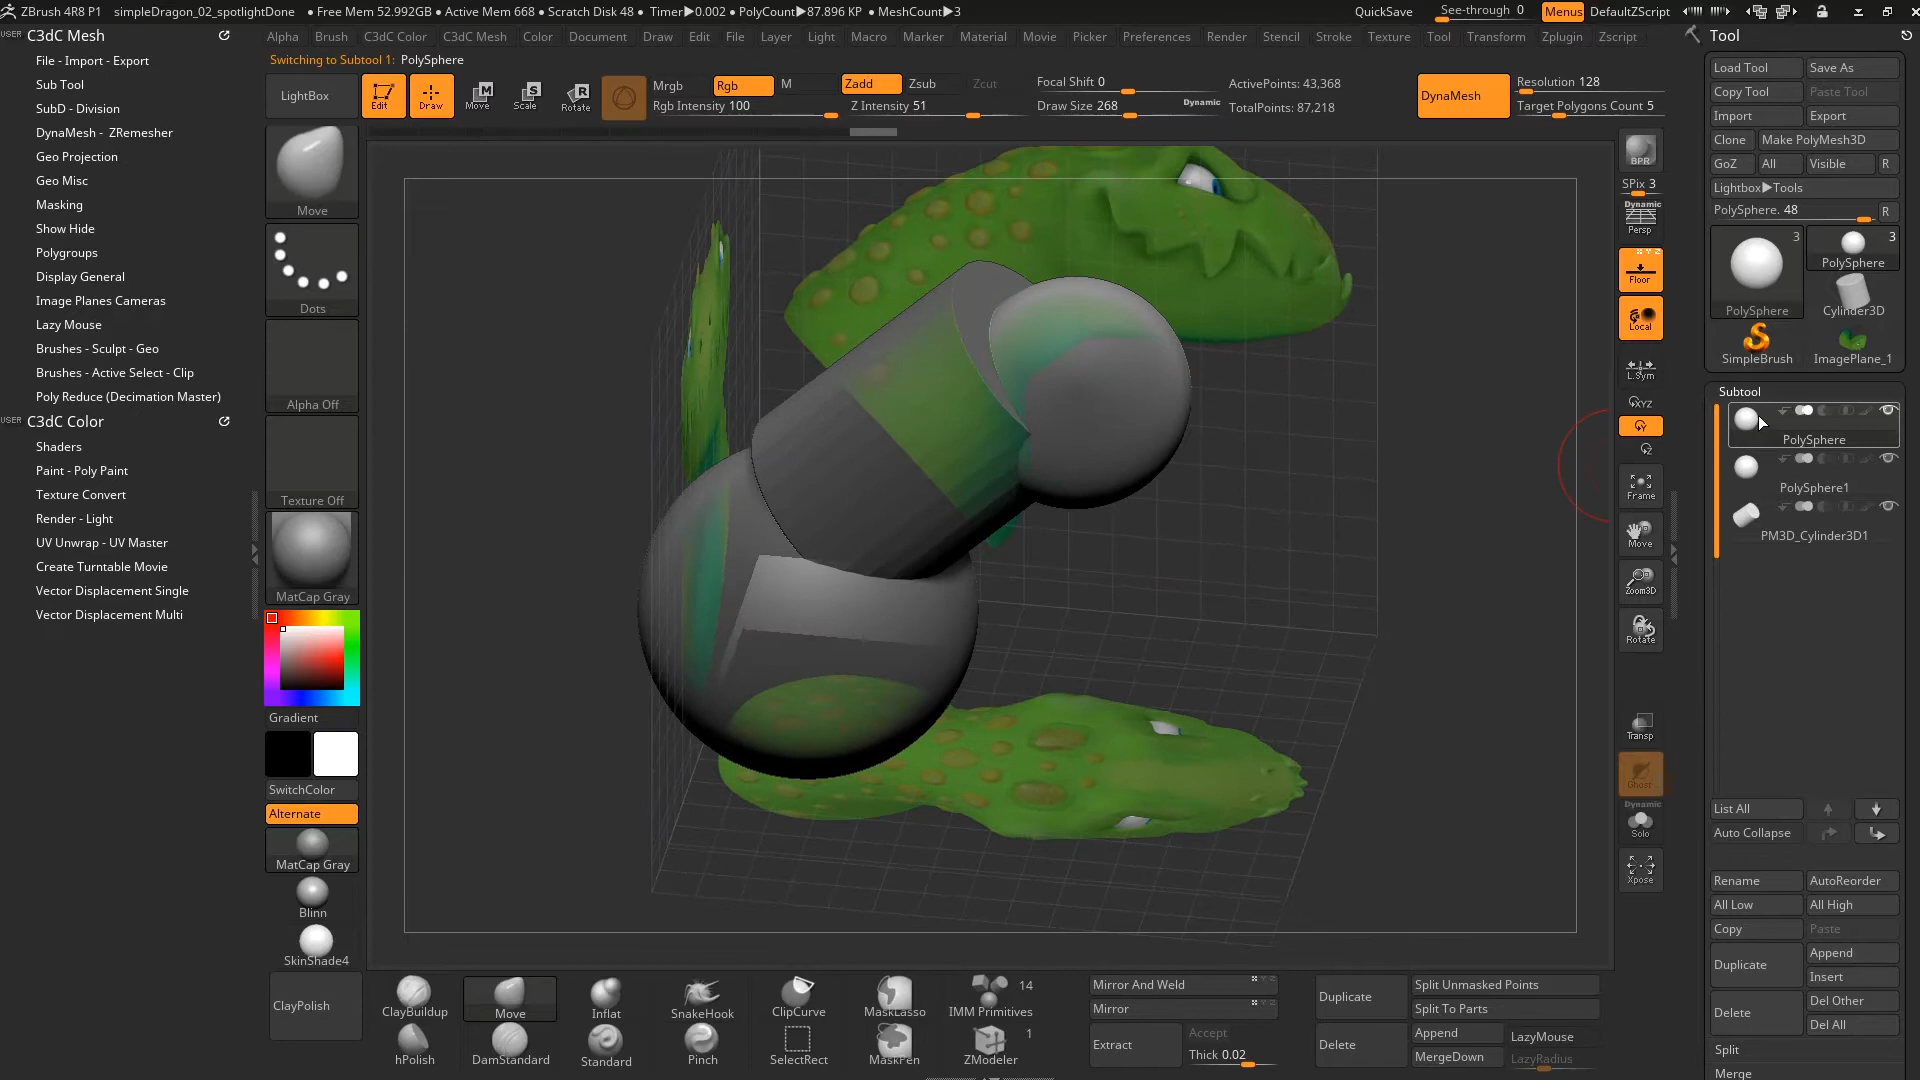 ZBrush 4R8 P1 simpleDragon_02_spotlightDone ● Free Mem 52.992GB ● Active Mem 668 ● Scratch Disk 48 ● Timer▶0.002 ● PolyCount▶87.896 KP ● MeshCount▶3 QuickSave See-through 0 Menus DefaultZScript
USER C3dC Mesh
Alpha Brush C3dC Color C3dC Mesh Color Document Draw Edit File Layer Light Macro Marker Material Movie Picker Preferences Render Stencil Stroke Texture Tool Transform Zplugin Zscript
Switching to Subtool 1: PolySphere
File - Import - Export
Sub Tool
SubD - Division
DynaMesh - ZRemesher
Geo Projection
Geo Misc
Masking
Show Hide
Polygroups
Display General
Image Planes Cameras
Lazy Mouse
Brushes - Sculpt - Geo
Brushes - Active Select - Clip
Poly Reduce (Decimation Master)
USER C3dC Color
Shaders
Paint - Poly Paint
Texture Convert
Render - Light
UV Unwrap - UV Master
Create Turntable Movie
Vector Displacement Single
Vector Displacement Multi
LightBox
Edit
Draw
Move
Scale
Rotate
Mrgb Rgb M
Rgb Intensity 100
Zadd Zsub Zcut
Z Intensity 51
Focal Shift 0
Draw Size 268 Dynamic
ActivePoints: 43,368
TotalPoints: 87,218
DynaMesh
Resolution 128
Target Polygons Count 5
Move
Dots
Alpha Off
Texture Off
MatCap Gray
Gradient
SwitchColor
Alternate
MatCap Gray
Blinn
SkinShade4
ClayPolish
BPR
SPix 3
Dynamic
Persp
Floor
Local
L.Sym
XYZ
Y
Z
Frame
Move
Zoom3D
Rotate
Transp
Ghost
Dynamic
Solo
Xpose
Tool
Load Tool Save As
Copy Tool Paste Tool
Import Export
Clone Make PolyMesh3D
GoZ All Visible R
Lightbox▶Tools
PolySphere. 48 R
3
PolySphere
3
PolySphere
Cylinder3D
SimpleBrush
ImagePlane_1
Subtool
PolySphere
PolySphere1
PM3D_Cylinder3D1
List All
Auto Collapse
Rename AutoReorder
All Low All High
Copy Paste
Duplicate
Append
Insert
Delete
Del Other
Del All
Split
Merge
ClayBuildup Move Inflat SnakeHook ClipCurve MaskLasso IMM Primitives 14
hPolish DamStandard Standard Pinch SelectRect MaskPen ZModeler 1
Mirror And Weld
Mirror
Extract
Accept
Thick 0.02
Duplicate
Delete
Split Unmasked Points
Split To Parts
Append
MergeDown
LazyMouse
LazyRadius